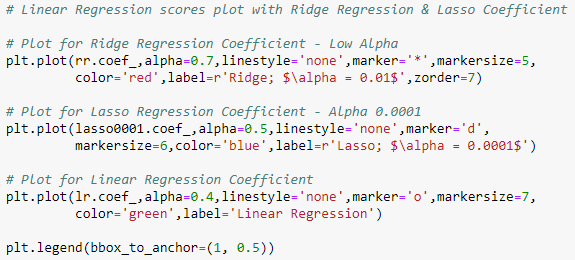 # Linear Regression scores plot with Ridge Regression & Lasso Coefficient
# Plot for Ridge Regression Coefficient - Low Alpha
plt.plot(rr.coef_,alpha=0.7,linestyle='none',marker='*',markersize=5,
color='red',label=r'Ridge; $\alpha = 0.01$',zorder=7)
# Plot for Lasso Regression Coefficient - Alpha 0.0001
plt.plot(lasso0001.coef_,alpha=0.5,linestyle='none',marker='d',
markersize=6,color='blue',label=r'Lasso; $\alpha = 0.0001$')
# Plot for Linear Regression Coefficient
plt.plot(lr.coef_,alpha=0.4,linestyle='none',marker='o',markersize=7,
color='green',label='Linear Regression')
plt.legend(bbox_to_anchor=(1, 0.5))